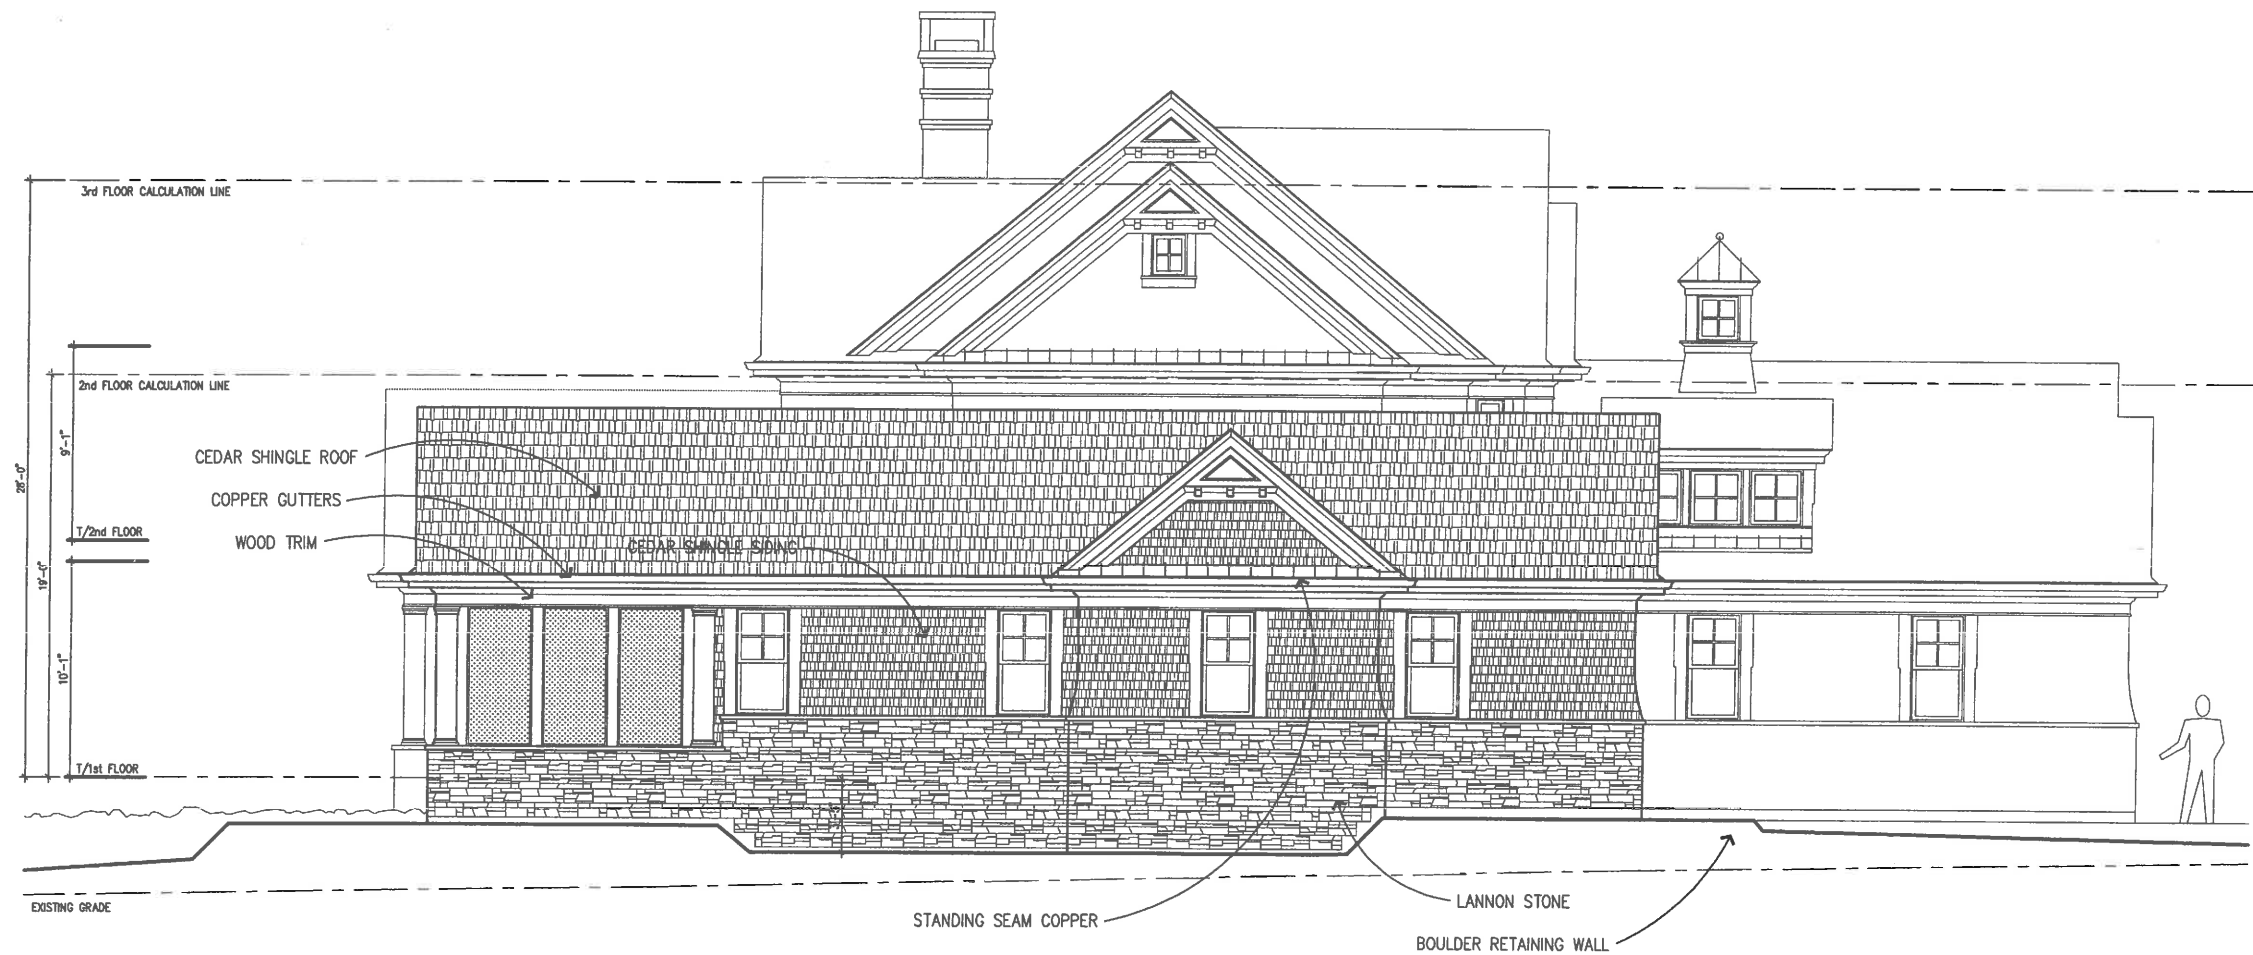 3rd FLOOR CALCULATION LINE
2nd FLOOR CALCULATION LINE
9'-1"
CEDAR SHINGLE ROOF
28'-0"
COPPER GUTTERS
T/2nd FLOOR
WOOD TRIM
CEDAR SHINGLE SIDING
19'-0"
10'-1"
T/1st FLOOR
EXISTING GRADE
LANNON STONE
STANDING SEAM COPPER
BOULDER RETAINING WALL